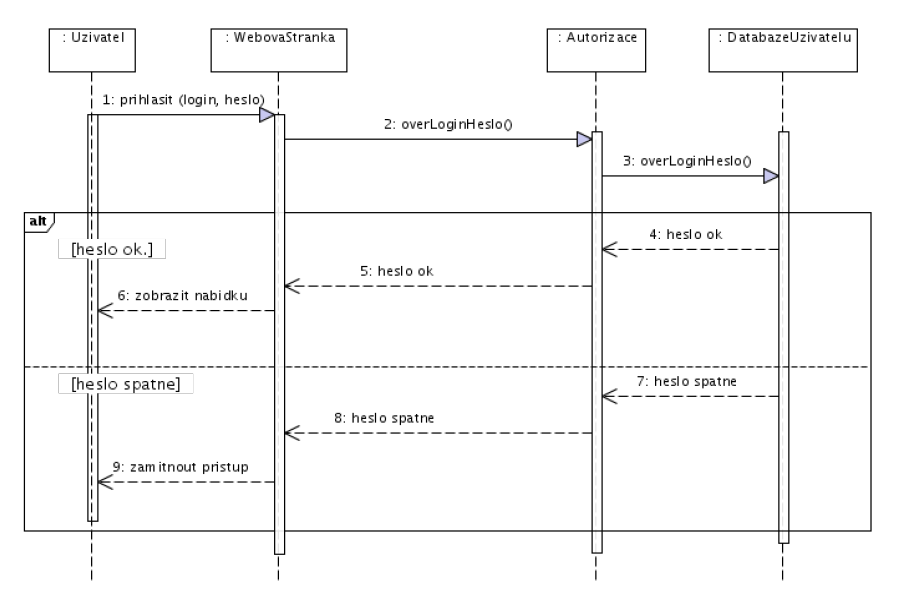 : Uzivatel
: WebovaStranka
: Autorizace
: DatabazeUzivatelu
1: prihlasit (login, heslo)
2: overLoginHeslo()
3: overLoginHeslo()
alt
[heslo ok.]
4: heslo ok
5: heslo ok
6: zobrazit nabidku
[heslo spatne]
7: heslo spatne
8: heslo spatne
9: zamitnout pristup